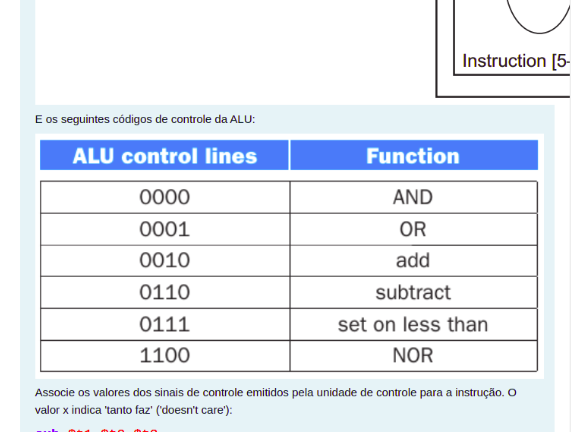 Instruction [5-
E os seguintes códigos de controle da ALU:
ALU control lines Function
0000 AND
0001 OR
0010 add
0110 subtract
0111 set on less than
1100 NOR
Associe os valores dos sinais de controle emitidos pela unidade de controle para a instrução. O
valor x indica 'tanto faz' ('doesn't care'):